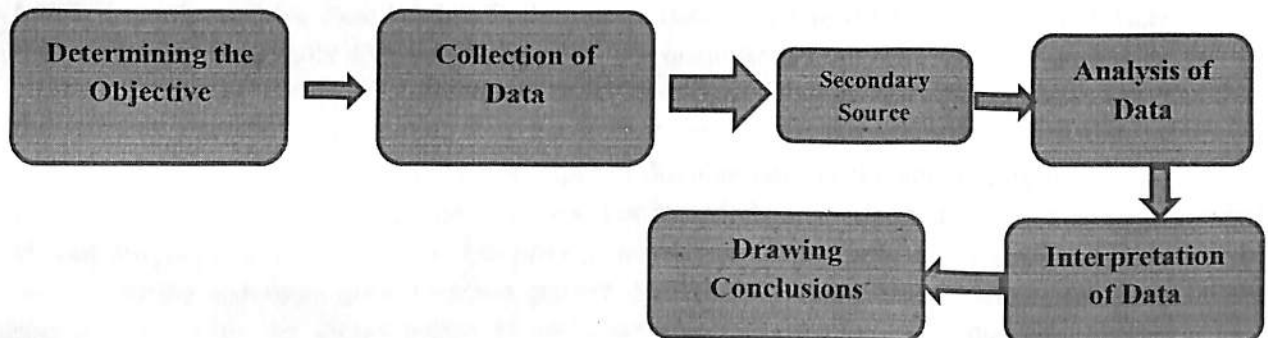 Determining the
Objective
Collection of
Data
Secondary
Source
Analysis of
Data
Interpretation
of Data
Drawing
Conclusions